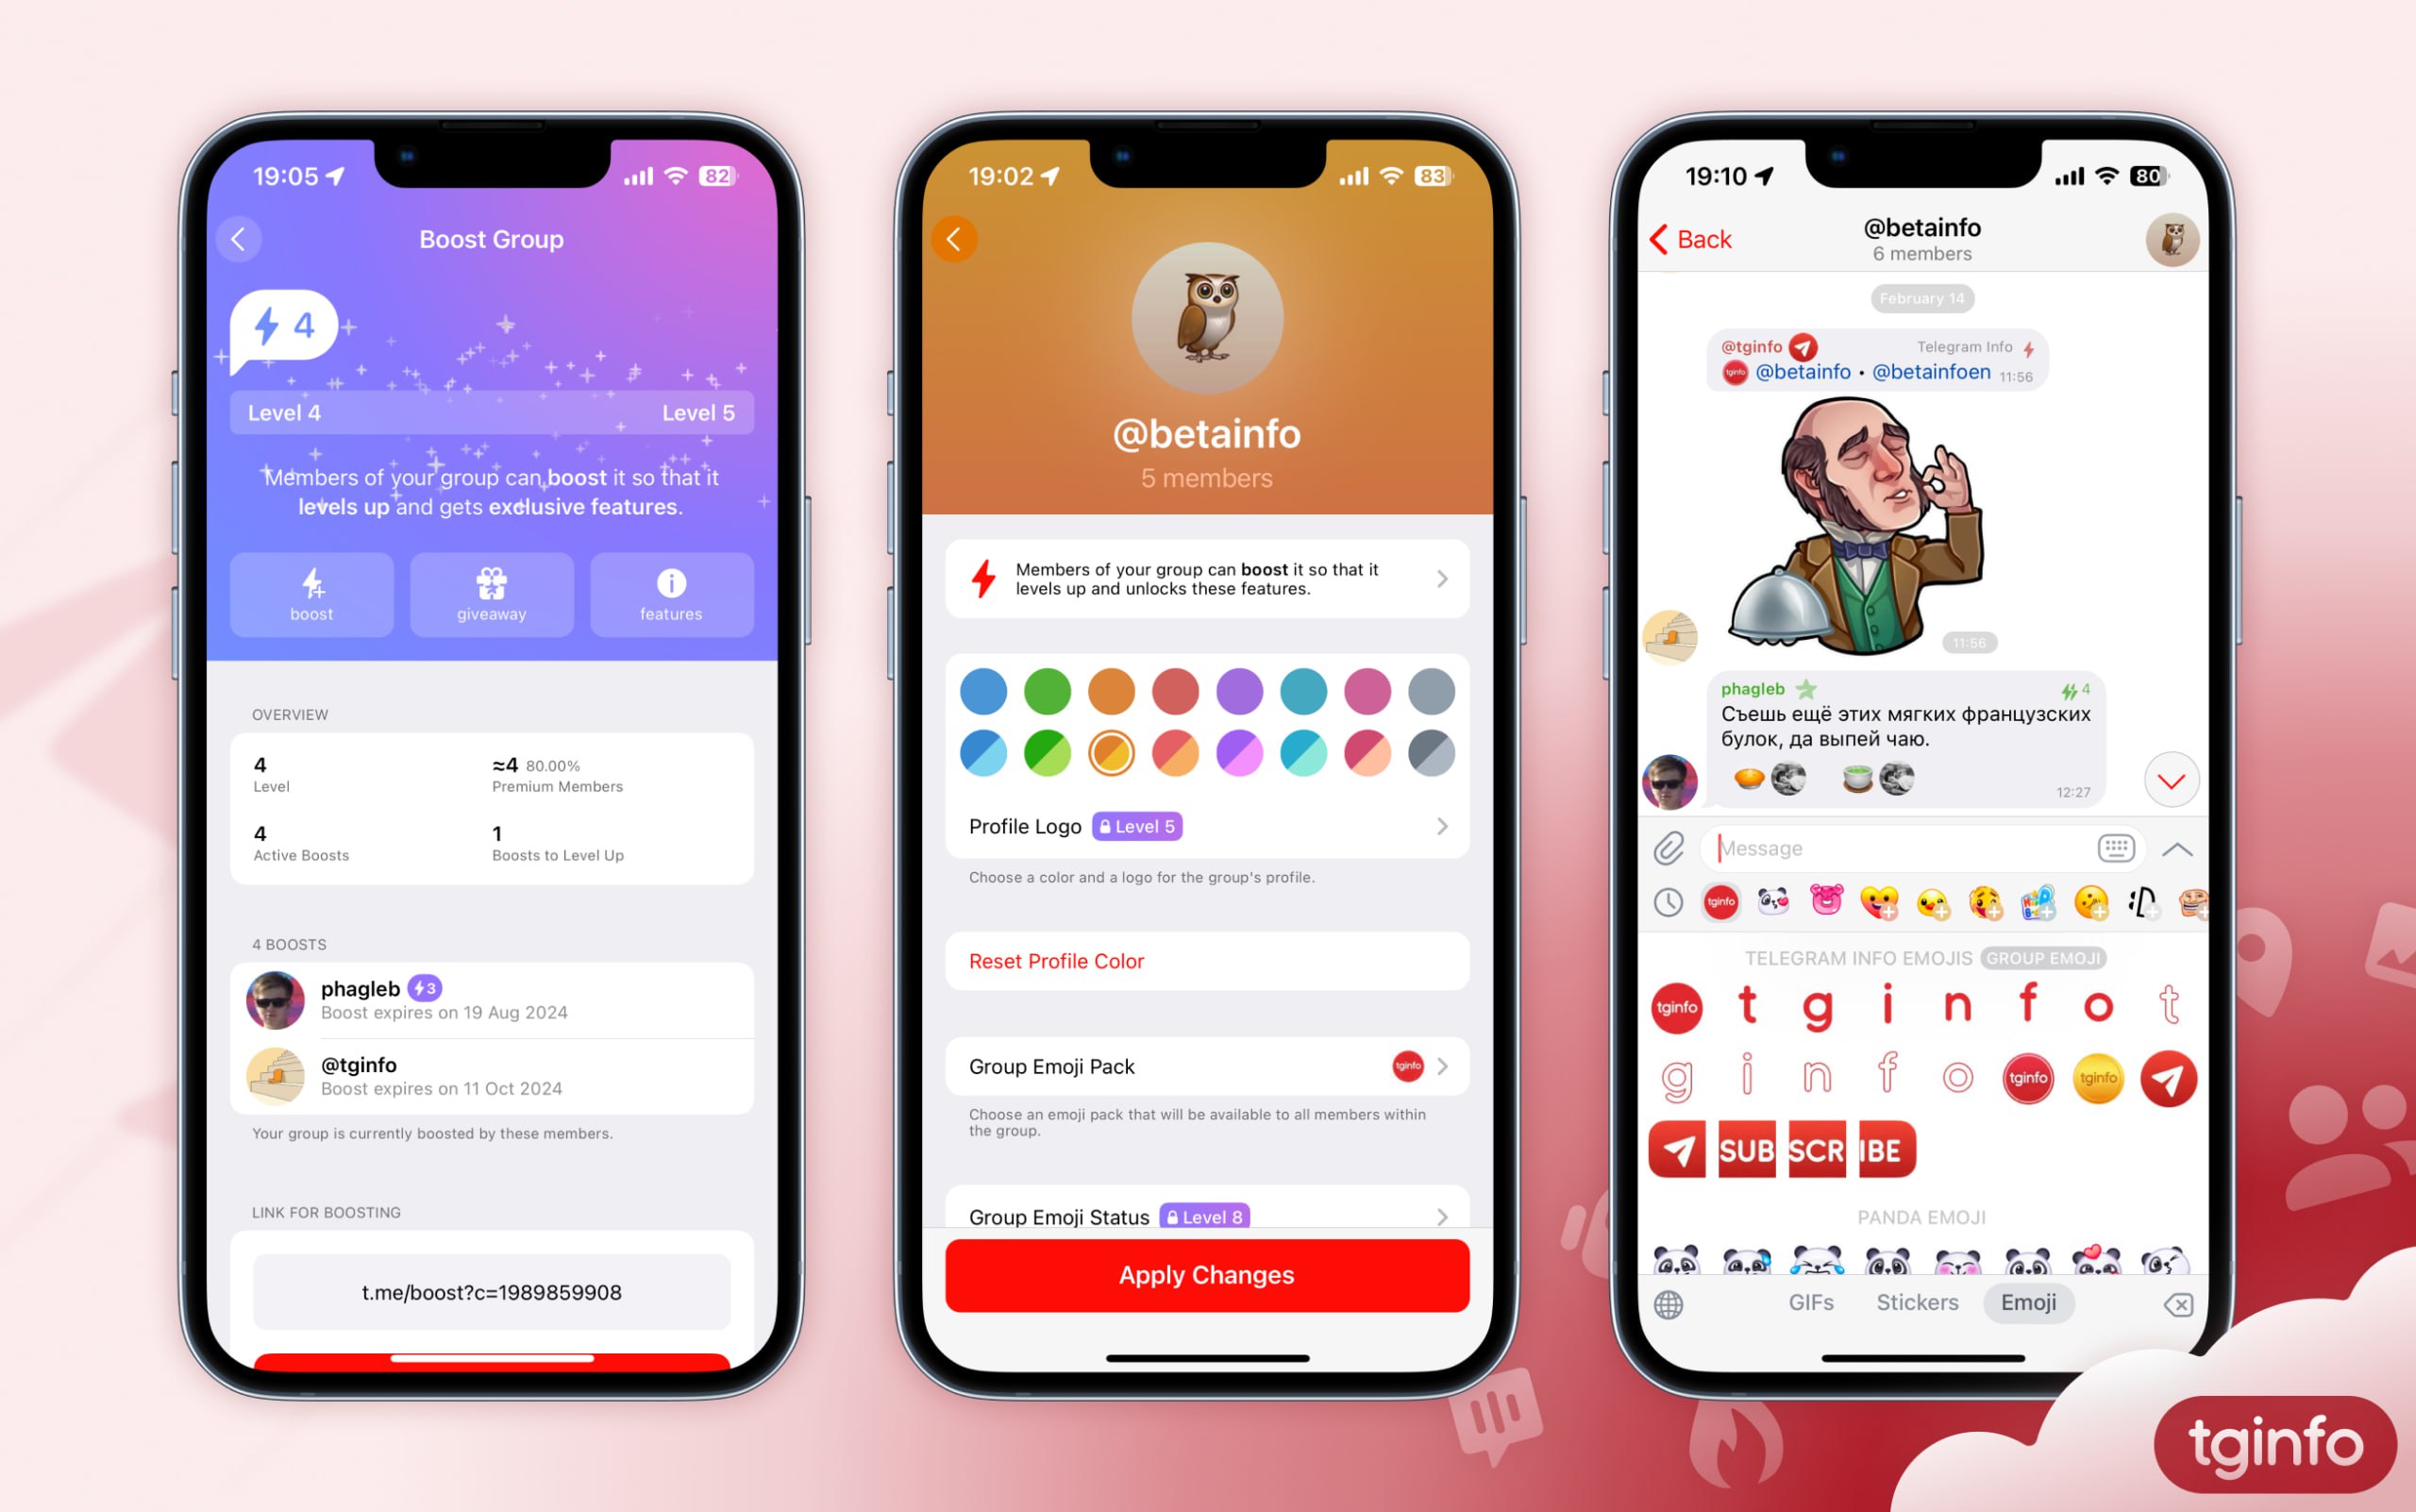 19:05
82
Boost Group
4
Level 4
Level 5
Members of your group can boost it so that it
levels up and gets exclusive features.
boost
giveaway
features
OVERVIEW
4
Level
≈4 80.00%
Premium Members
4
Active Boosts
1
Boosts to Level Up
4 BOOSTS
phagleb 3
Boost expires on 19 Aug 2024
@tginfo
Boost expires on 11 Oct 2024
Your group is currently boosted by these members.
LINK FOR BOOSTING
t.me/boost?c=1989859908
19:02
83
@betainfo
5 members
Members of your group can boost it so that it
levels up and unlocks these features.
Profile Logo Level 5
Choose a color and a logo for the group's profile.
Reset Profile Color
Group Emoji Pack tginfo
Choose an emoji pack that will be available to all members within
the group.
Group Emoji Status Level 8
Apply Changes
19:10
80
Back
@betainfo
6 members
February 14
@tginfo Telegram Info
tginfo @betainfo • @betainfoen 11:56
11:56
phagleb 4
Съешь ещё этих мягких французских
булок, да выпей чаю.
12:27
Message
tginfo
TELEGRAM INFO EMOJIS GROUP EMOJI
tginfo t g i n f o t
g i n f o tginfo tginfo
SUB SCR IBE
PANDA EMOJI
GIFs Stickers Emoji
tginfo